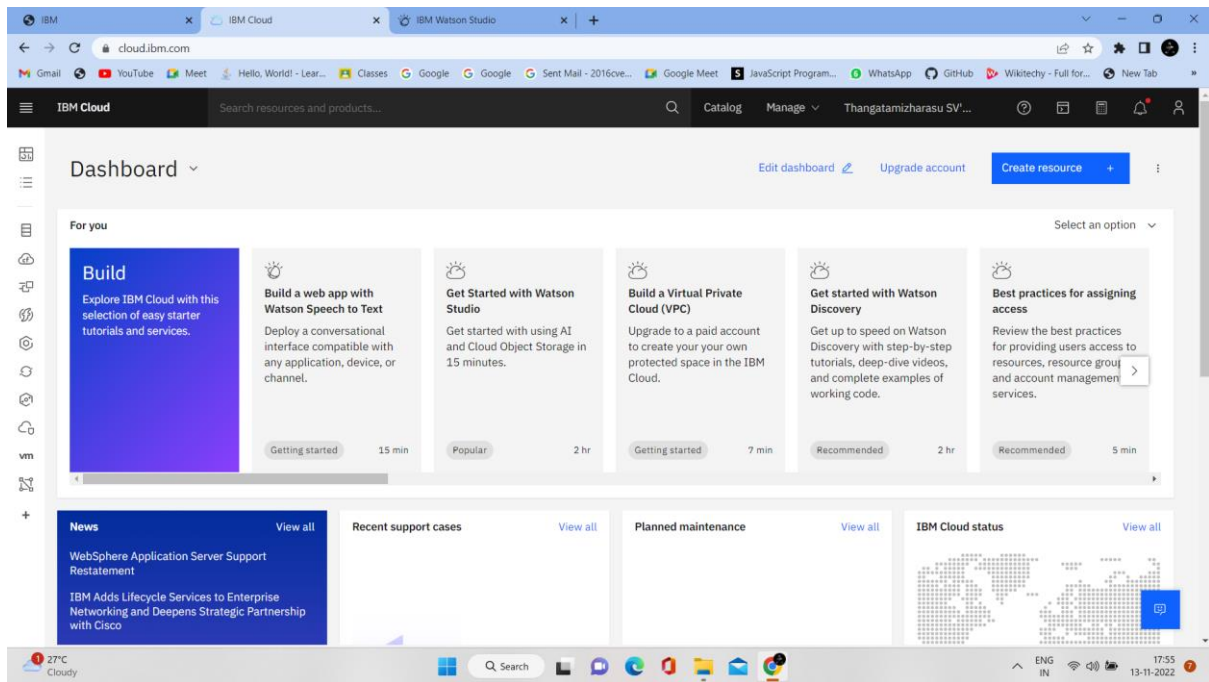 IBM
IBM Cloud
IBM Watson Studio
cloud.ibm.com
Gmail
YouTube
Meet
Hello, World! - Lear...
Classes
Google
Google
Sent Mail - 2016cve...
Google Meet
JavaScript Program...
WhatsApp
GitHub
Wikitechy - Full for...
New Tab
IBM Cloud
Search resources and products...
Catalog
Manage
Thangatamizharasu SV'...
Dashboard
Edit dashboard
Upgrade account
Create resource +
For you
Select an option
Build
Explore IBM Cloud with this
selection of easy starter
tutorials and services.
Build a web app with
Watson Speech to Text
Deploy a conversational
interface compatible with
any application, device, or
channel.
Getting started
15 min
Get Started with Watson
Studio
Get started with using AI
and Cloud Object Storage in
15 minutes.
Popular
2 hr
Build a Virtual Private
Cloud (VPC)
Upgrade to a paid account
to create your your own
protected space in the IBM
Cloud.
Getting started
7 min
Get started with Watson
Discovery
Get up to speed on Watson
Discovery with step-by-step
tutorials, deep-dive videos,
and complete examples of
working code.
Recommended
2 hr
Best practices for assigning
access
Review the best practices
for providing users access to
resources, resource group
and account managemen
services.
Recommended
5 min
vm
News
View all
WebSphere Application Server Support
Restatement
IBM Adds Lifecycle Services to Enterprise
Networking and Deepens Strategic Partnership
with Cisco
Recent support cases
View all
Planned maintenance
View all
IBM Cloud status
View all
1
27°C
Cloudy
Search
ENG
IN
17:55
13-11-2022
7